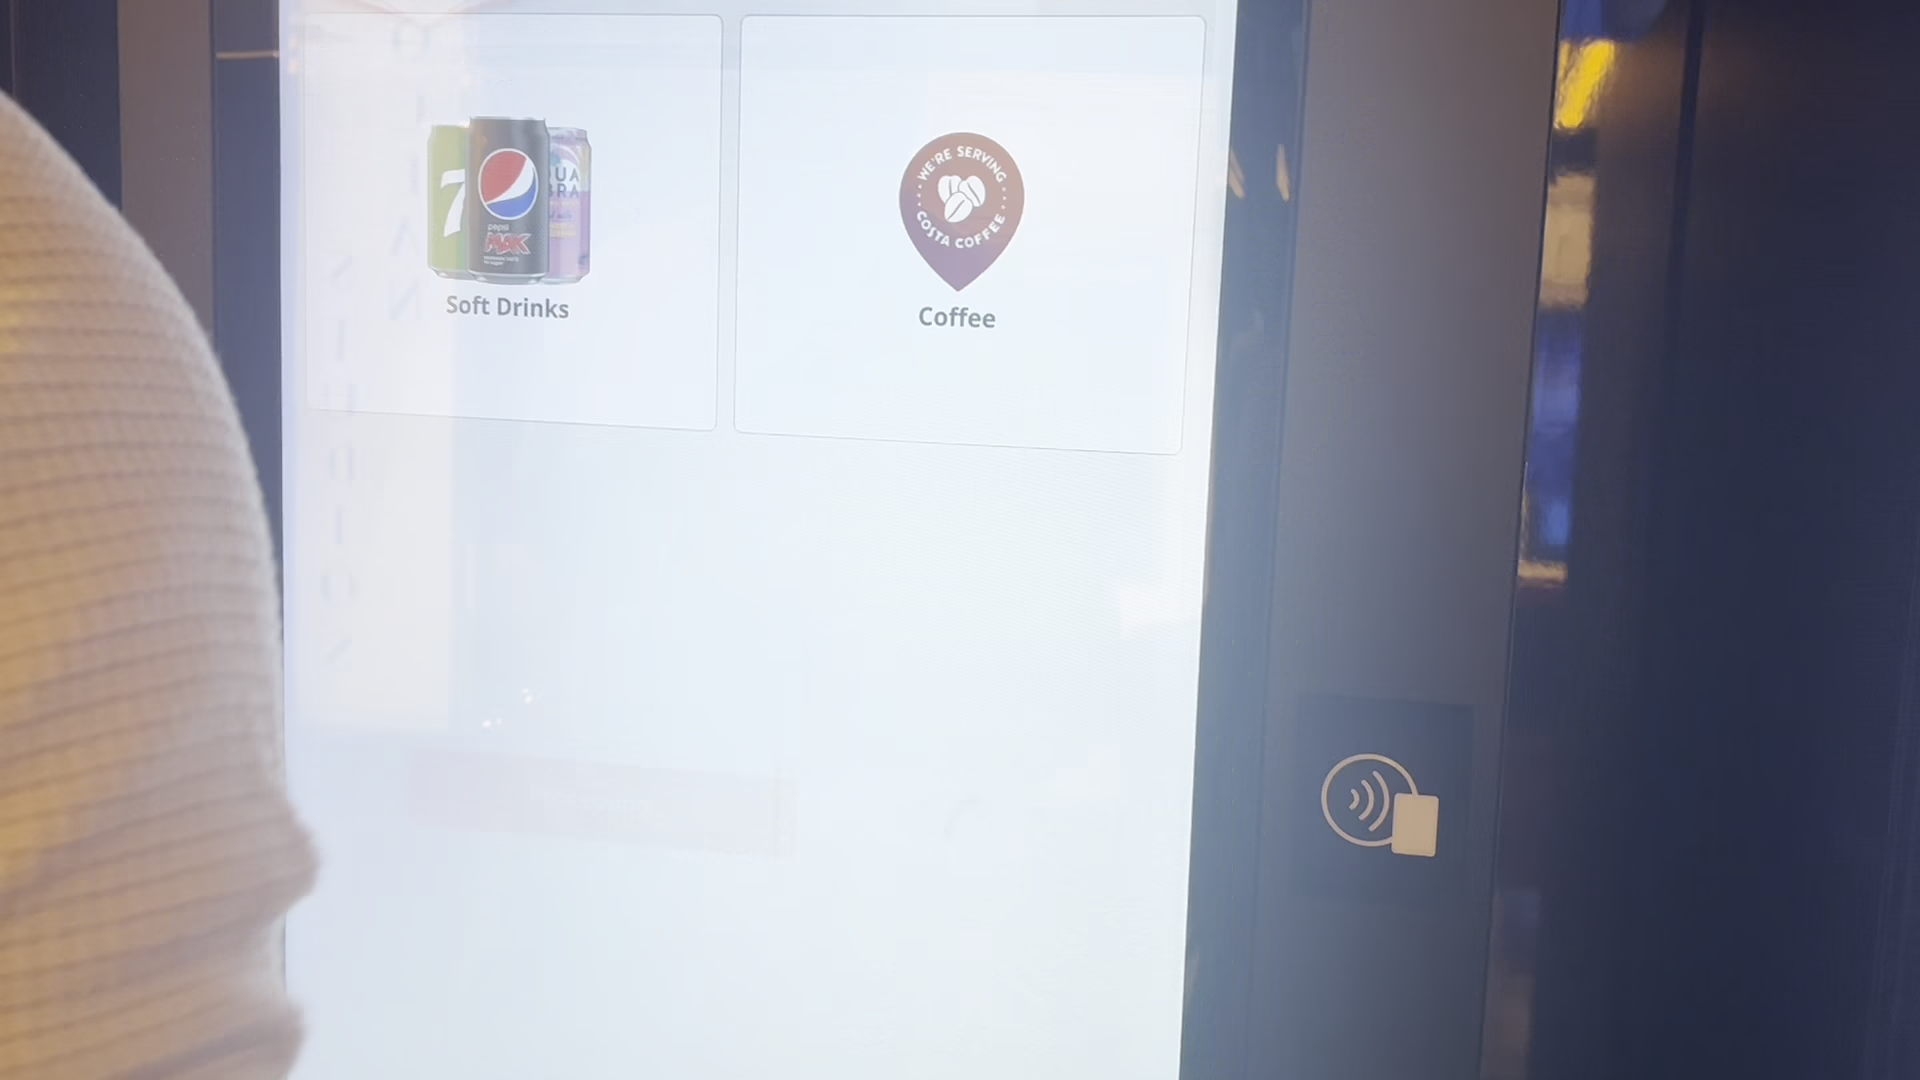 7
pepsi
MAX
Soft Drinks
WE'RE SERVING
COSTA COFFEE
Coffee